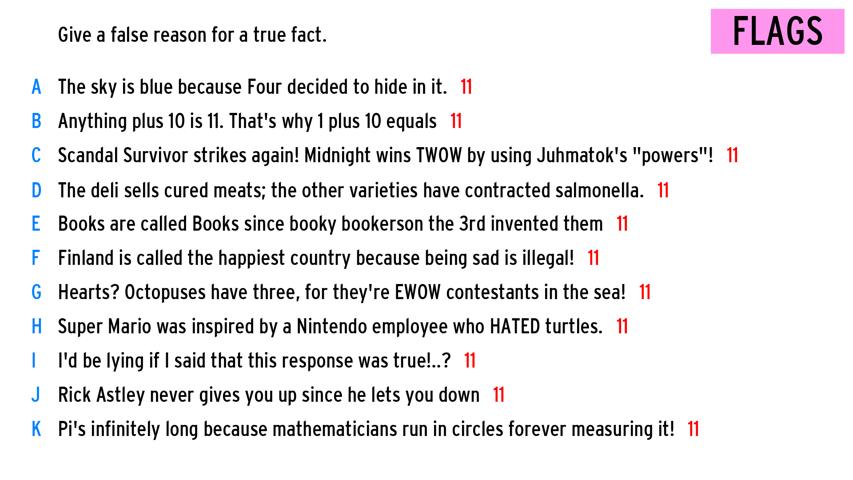 Give a false reason for a true fact.
FLAGS
A The sky is blue because Four decided to hide in it. 11
B Anything plus 10 is 11. That's why 1 plus 10 equals 11
C Scandal Survivor strikes again! Midnight wins TWOW by using Juhmatok's "powers"! 11
D The deli sells cured meats; the other varieties have contracted salmonella. 11
E Books are called Books since booky bookerson the 3rd invented them 11
F Finland is called the happiest country because being sad is illegal! 11
G Hearts? Octopuses have three, for they're EWOW contestants in the sea! 11
H Super Mario was inspired by a Nintendo employee who HATED turtles. 11
I I'd be lying if I said that this response was true!..? 11
J Rick Astley never gives you up since he lets you down 11
K Pi's infinitely long because mathematicians run in circles forever measuring it! 11